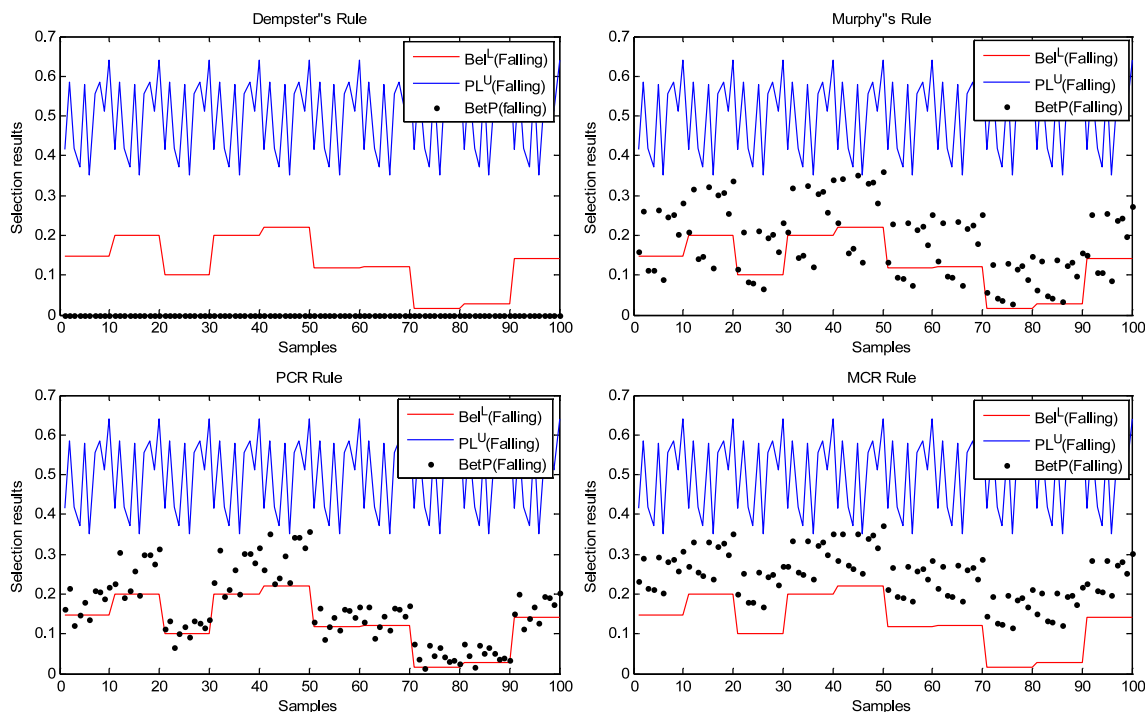 Dempster"s Rule
0.7
0.6
0.5
0.4
0.3
0.2
0.1
0
Selection results
Bel^L(Falling)
PL^U(Falling)
BetP(falling)
0 10 20 30 40 50 60 70 80 90 100
Samples
Murphy"s Rule
0.7
0.6
0.5
0.4
0.3
0.2
0.1
0
Selection results
Bel^L(Falling)
PL^U(Falling)
BetP(Falling)
0 10 20 30 40 50 60 70 80 90 100
Samples
PCR Rule
0.7
0.6
0.5
0.4
0.3
0.2
0.1
0
Selection results
Bel^L(Falling)
PL^U(Falling)
BetP(Falling)
0 10 20 30 40 50 60 70 80 90 100
Samples
MCR Rule
0.7
0.6
0.5
0.4
0.3
0.2
0.1
0
Selection results
Bel^L(Falling)
PL^U(Falling)
BetP(Falling)
0 10 20 30 40 50 60 70 80 90 100
Samples